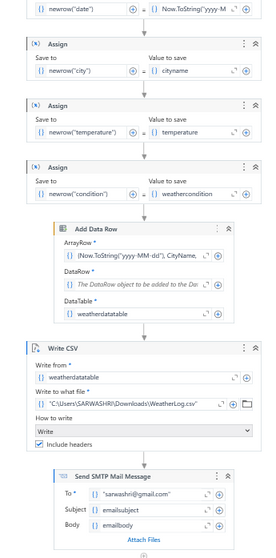 newrow("date") = Now.ToString("yyyy-M
Assign
Save to Value to save
newrow("city") = cityname
Assign
Save to Value to save
newrow("temperature") = temperature
Assign
Save to Value to save
newrow("condition") = weathercondition
Add Data Row
ArrayRow *
{Now.ToString("yyyy-MM-dd"), CityName,
DataRow *
The DataRow object to be added to the Dat
DataTable *
weatherdatatable
Write CSV
Write from *
weatherdatatable
Write to what file *
"C:\Users\SARWASHRI\Downloads\WeatherLog.csv"
How to write
Write
Include headers
Send SMTP Mail Message
To * "sarwashri@gmail.com"
Subject emailsubject
Body emailbody
Attach Files